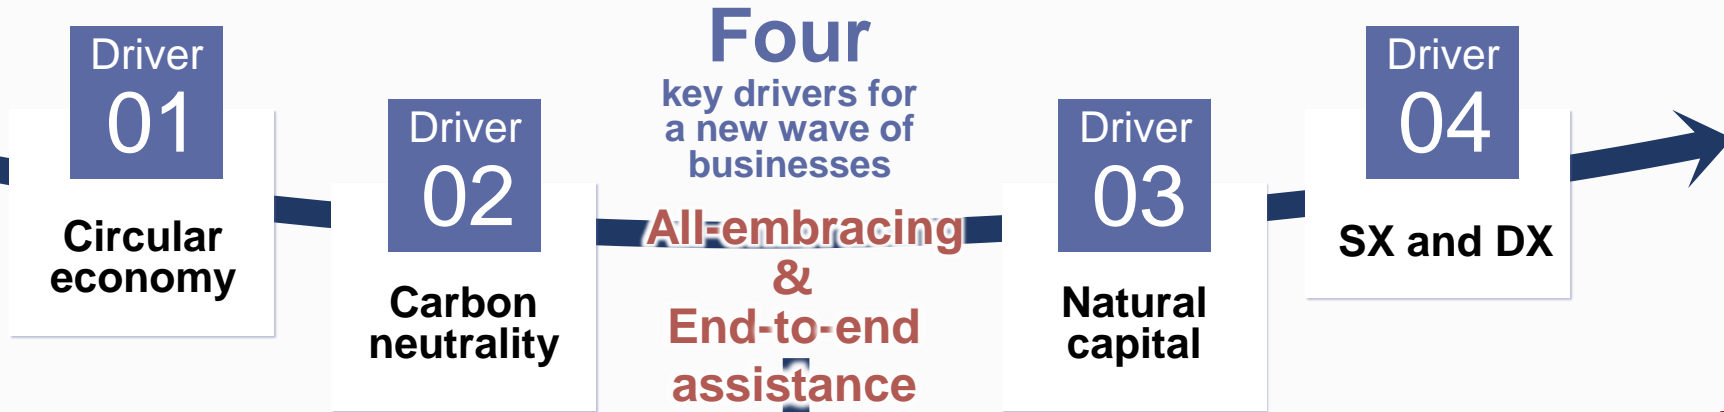 Driver
01
Circular
economy
Driver
02
Carbon
neutrality
Four
key drivers for
a new wave of
businesses
All-embracing
&
End-to-end
assistance
Driver
03
Natural
capital
Driver
04
SX and DX